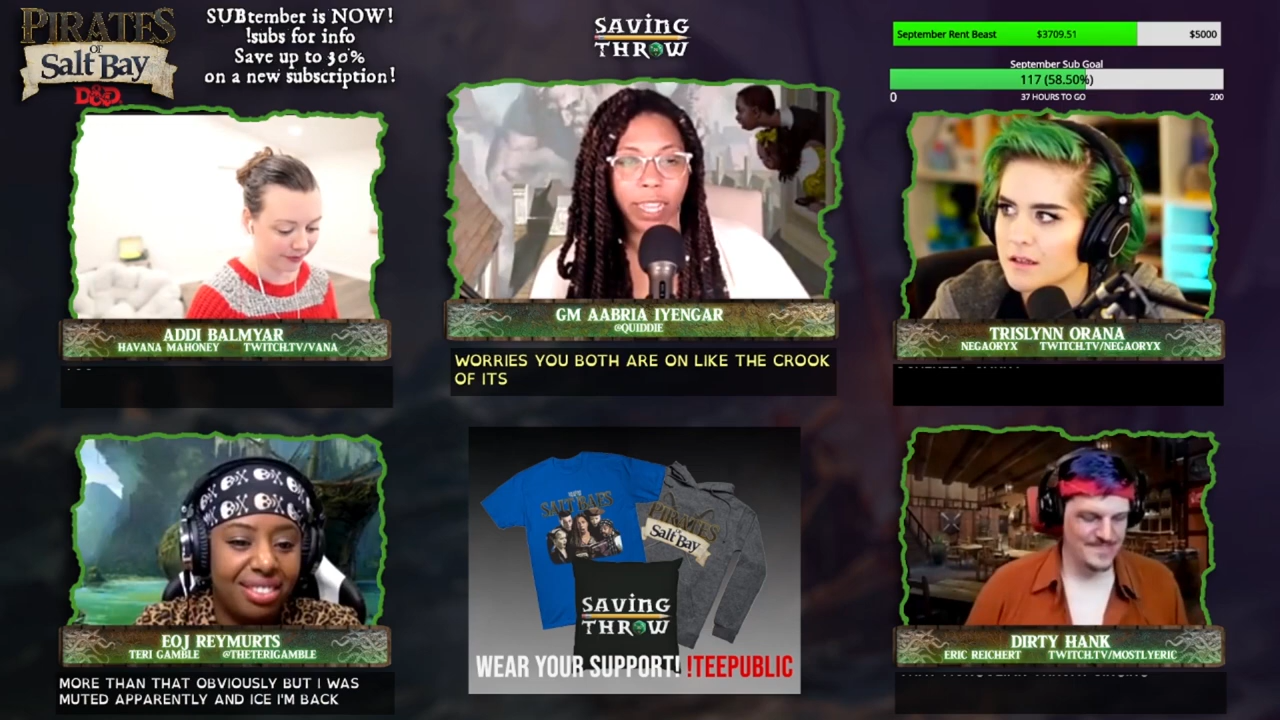 PIRATES
OF
Salt Bay
D&D
SUBtember is NOW!
!subs for info
Save up to 30%
on a new subscription!
SAVING
THROW
September Rent Beast $3709.51 $5000
September Sub Goal
117 (58.50%)
0 37 HOURS TO GO 200
ADDI BALMYAR
HAVANA MAHONEY TWITCH.TV/VANA
GM AABRIA IYENGAR
@QUIDDIE
WORRIES YOU BOTH ARE ON LIKE THE CROOK
OF ITS
TRISLYNN ORANA
NEGAORYX TWITCH.TV/NEGAORYX
EOJ REYMURTS
TERI GAMBLE @THETERIGAMBLE
MORE THAN THAT OBVIOUSLY BUT I WAS
MUTED APPARENTLY AND ICE I'M BACK
SALT BAES
PIRATES
OF
Salt Bay
SAVING
THROW
WEAR YOUR SUPPORT! !TEEPUBLIC
DIRTY HANK
ERIC REICHERT TWITCH.TV/MOSTLYERIC